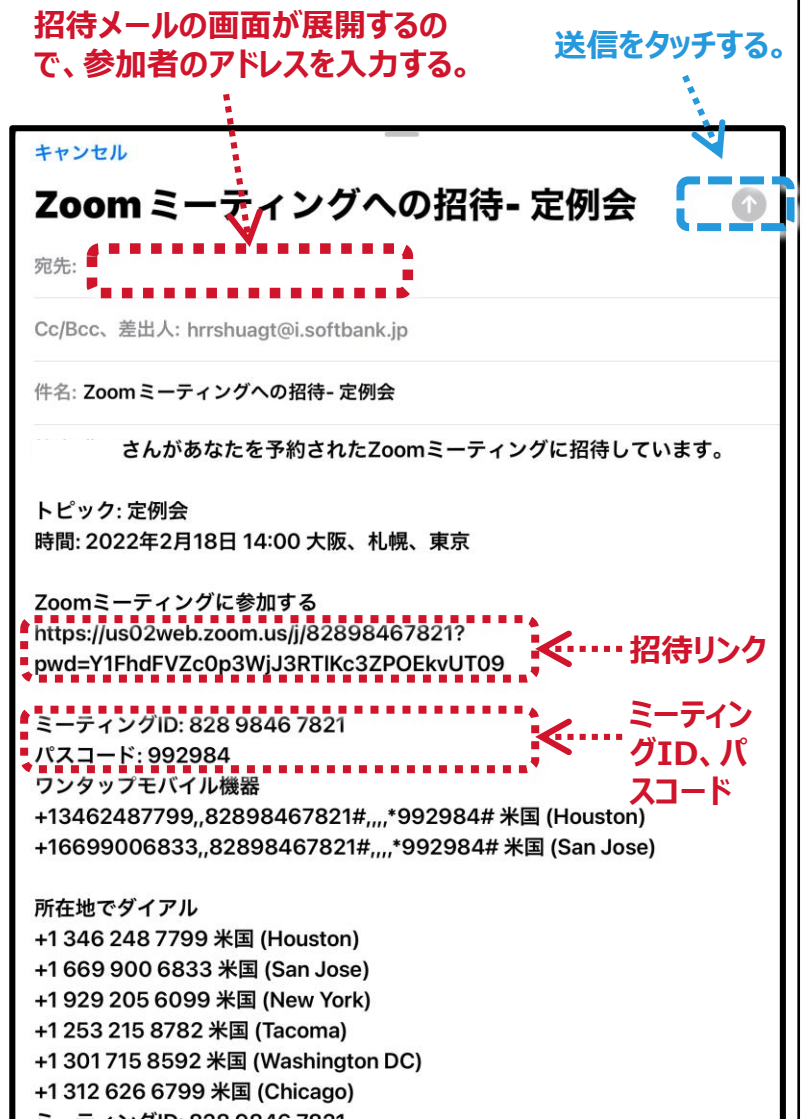 招待メールの画面が展開するの
で、参加者のアドレスを入力する。
送信をタッチする。
キャンセル
Zoom ミーティングへの招待- 定例会
宛先:
Cc/Bcc、差出人: hrrshuagt@i.softbank.jp
件名: Zoomミーティングへの招待- 定例会
さんがあなたを予約されたZoomミーティングに招待しています。
トピック: 定例会
時間: 2022年2月18日 14:00 大阪、札幌、東京
Zoomミーティングに参加する
https://us02web.zoom.us/j/82898467821?
pwd=Y1FhdFVZc0p3WjJ3RTlKc3ZPOEkvUT09
招待リンク
ミーティングID: 828 9846 7821
パスコード: 992984
ミーティン
グID、パ
スコード
ワンタップモバイル機器
+13462487799,,82898467821#,,,,*992984# 米国 (Houston)
+16699006833,,82898467821#,,,,*992984# 米国 (San Jose)
所在地でダイアル
+1 346 248 7799 米国 (Houston)
+1 669 900 6833 米国 (San Jose)
+1 929 205 6099 米国 (New York)
+1 253 215 8782 米国 (Tacoma)
+1 301 715 8592 米国 (Washington DC)
+1 312 626 6799 米国 (Chicago)
ミーティングID: 828 9846 7821